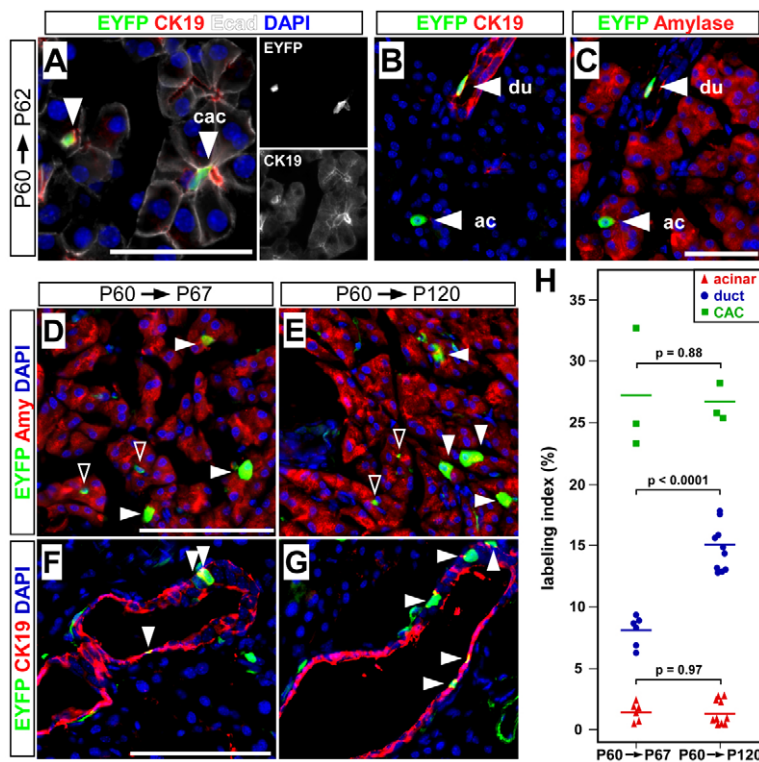 EYFP CK19 Ecad DAPI
EYFP CK19
EYFP Amylase
P60 → P62
A
cac
EYFP
CK19
B
du
ac
C
du
ac
P60 → P67
P60 → P120
D
E
EYFP Amy DAPI
F
G
EYFP CK19 DAPI
H
acinar
duct
CAC
labeling index (%)
35
30
25
20
15
10
5
0
p = 0.88
p < 0.0001
p = 0.97
P60→P67 P60→P120